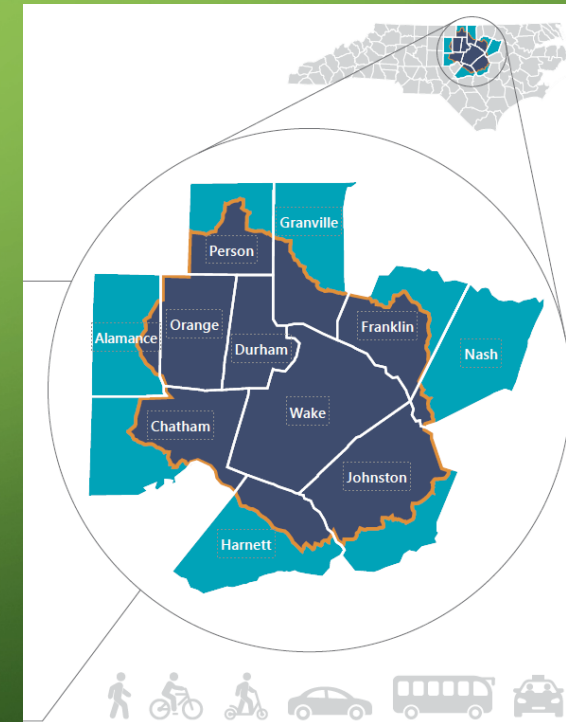 Granville
Person
Orange
Franklin
Alamance
Durham
Nash
Wake
Chatham
Johnston
Harnett